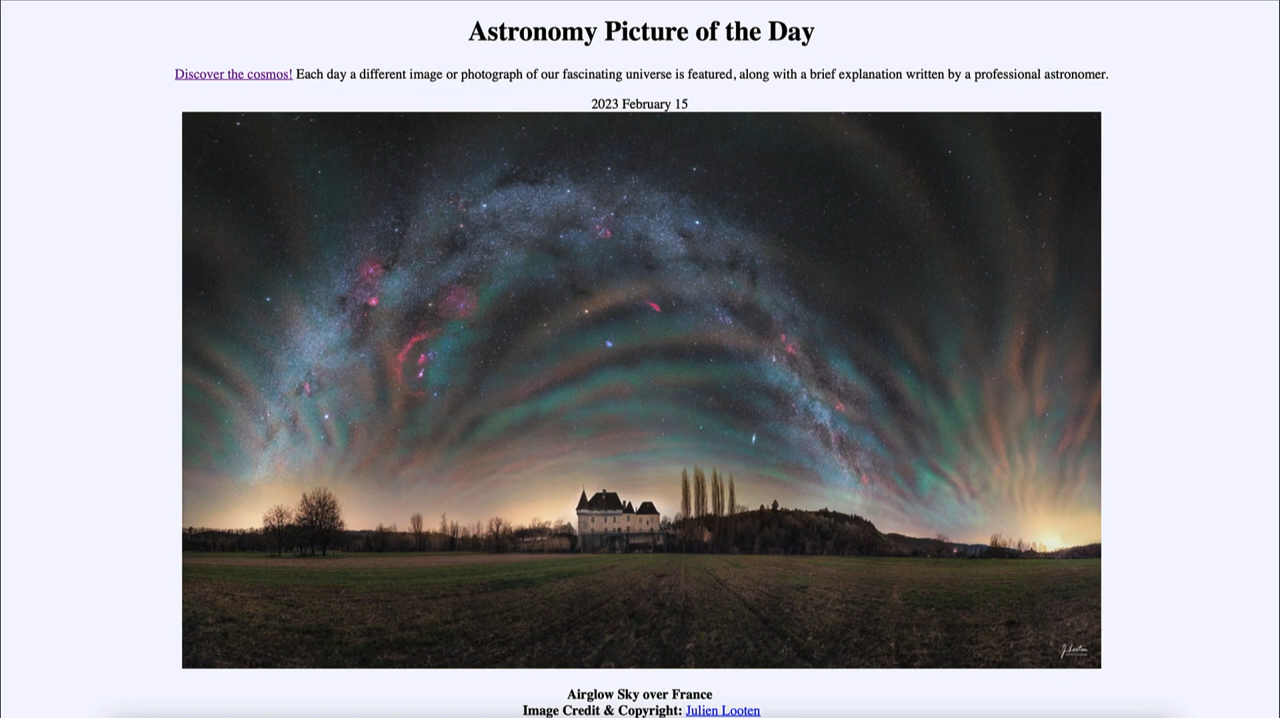 Astronomy Picture of the Day
Discover the cosmos! Each day a different image or photograph of our fascinating universe is featured, along with a brief explanation written by a professional astronomer.
2023 February 15
J. Looten
Airglow Sky over France
Image Credit & Copyright: Julien Looten